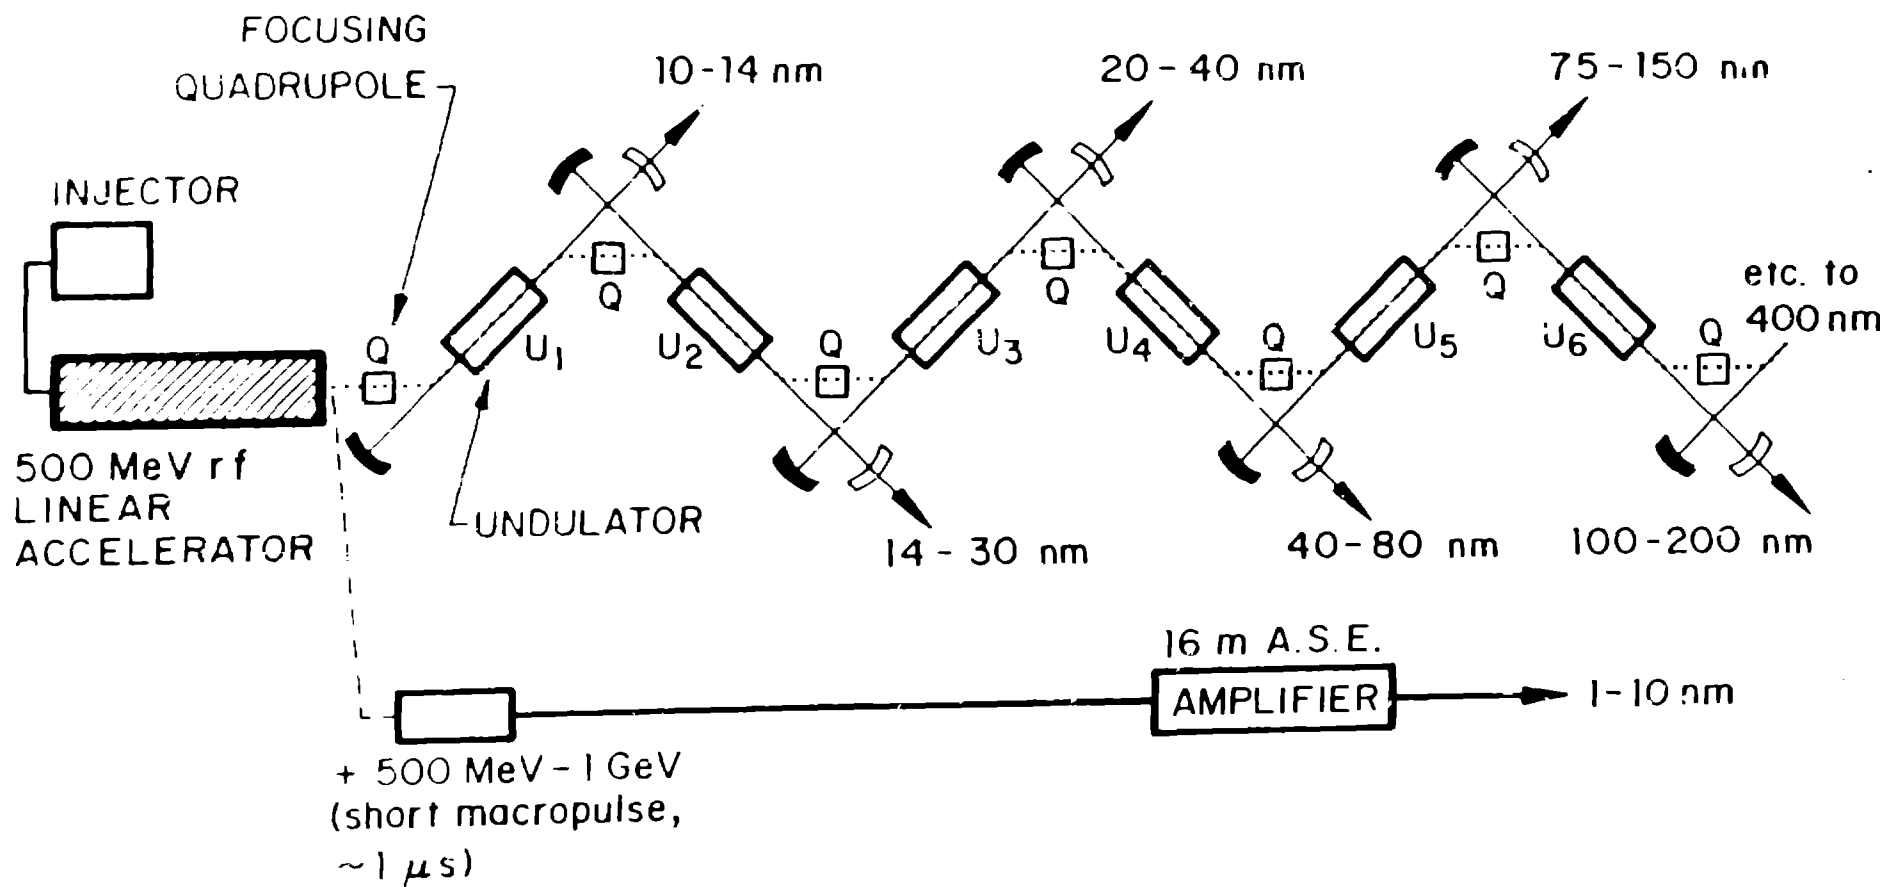 FOCUSING
QUADRUPOLE
10-14 nm
20-40 nm
75-150 nm
INJECTOR
Q
Q
Q
etc. to
400 nm
Q
Q
Q
Q
U1
U2
U3
U4
U5
U6
500 MeV rf
LINEAR
ACCELERATOR
UNDULATOR
14-30 nm
40-80 nm
100-200 nm
16 m A.S.E.
AMPLIFIER
1-10 nm
+ 500 MeV-1 GeV
(short macropulse,
~1 μs)